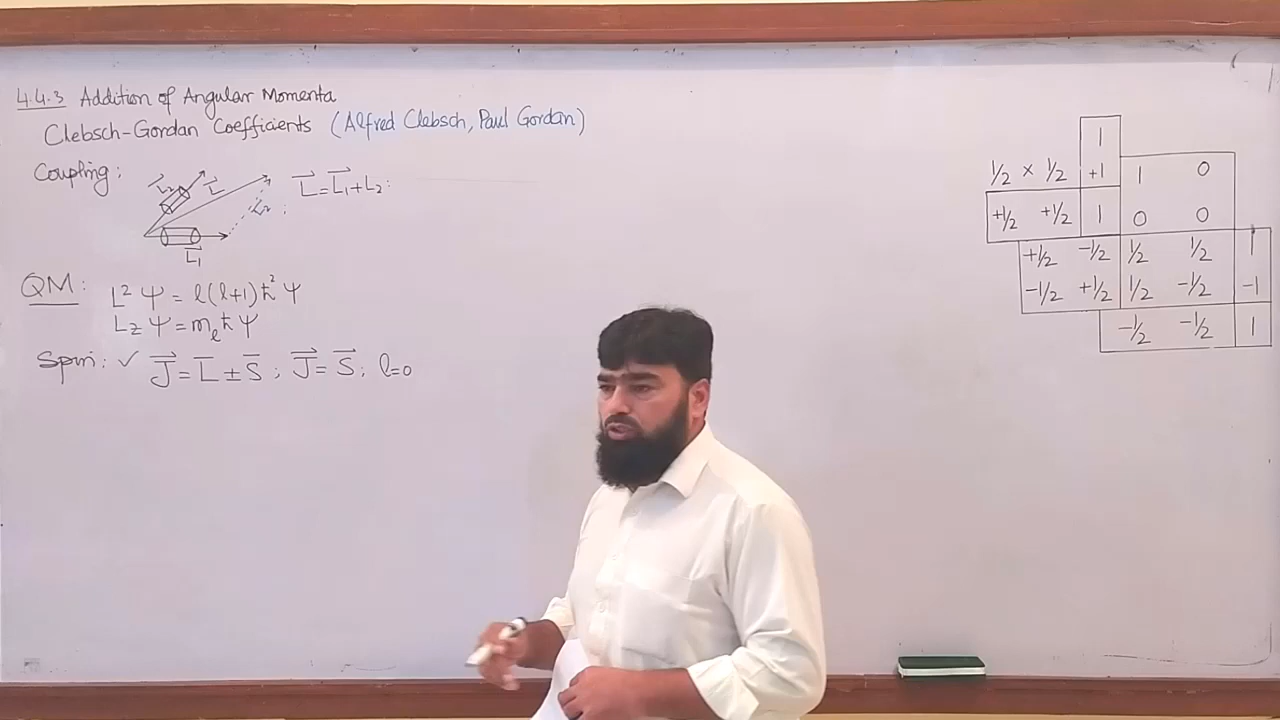 4.4.3 Addition of Angular Momenta
Clebsch-Gordan Coefficients (Alfred Clebsch, Paul Gordan)
Coupling:
L₂ L L₂ L⃗=L⃗₁+L₂:
L⃗₁
QM: L² Ψ = l(l+1)ħ² Ψ
L_z Ψ = m_l ħ Ψ
Spin: ✓ J⃗ = L̄ ± S̄ ; J⃗ = S⃗ ; l=0
1
1/2 × 1/2 +1 1 0
+1/2 +1/2 1 0 0
+1/2 -1/2 1/2 1/2 1
-1/2 +1/2 1/2 -1/2 -1
-1/2 -1/2 1